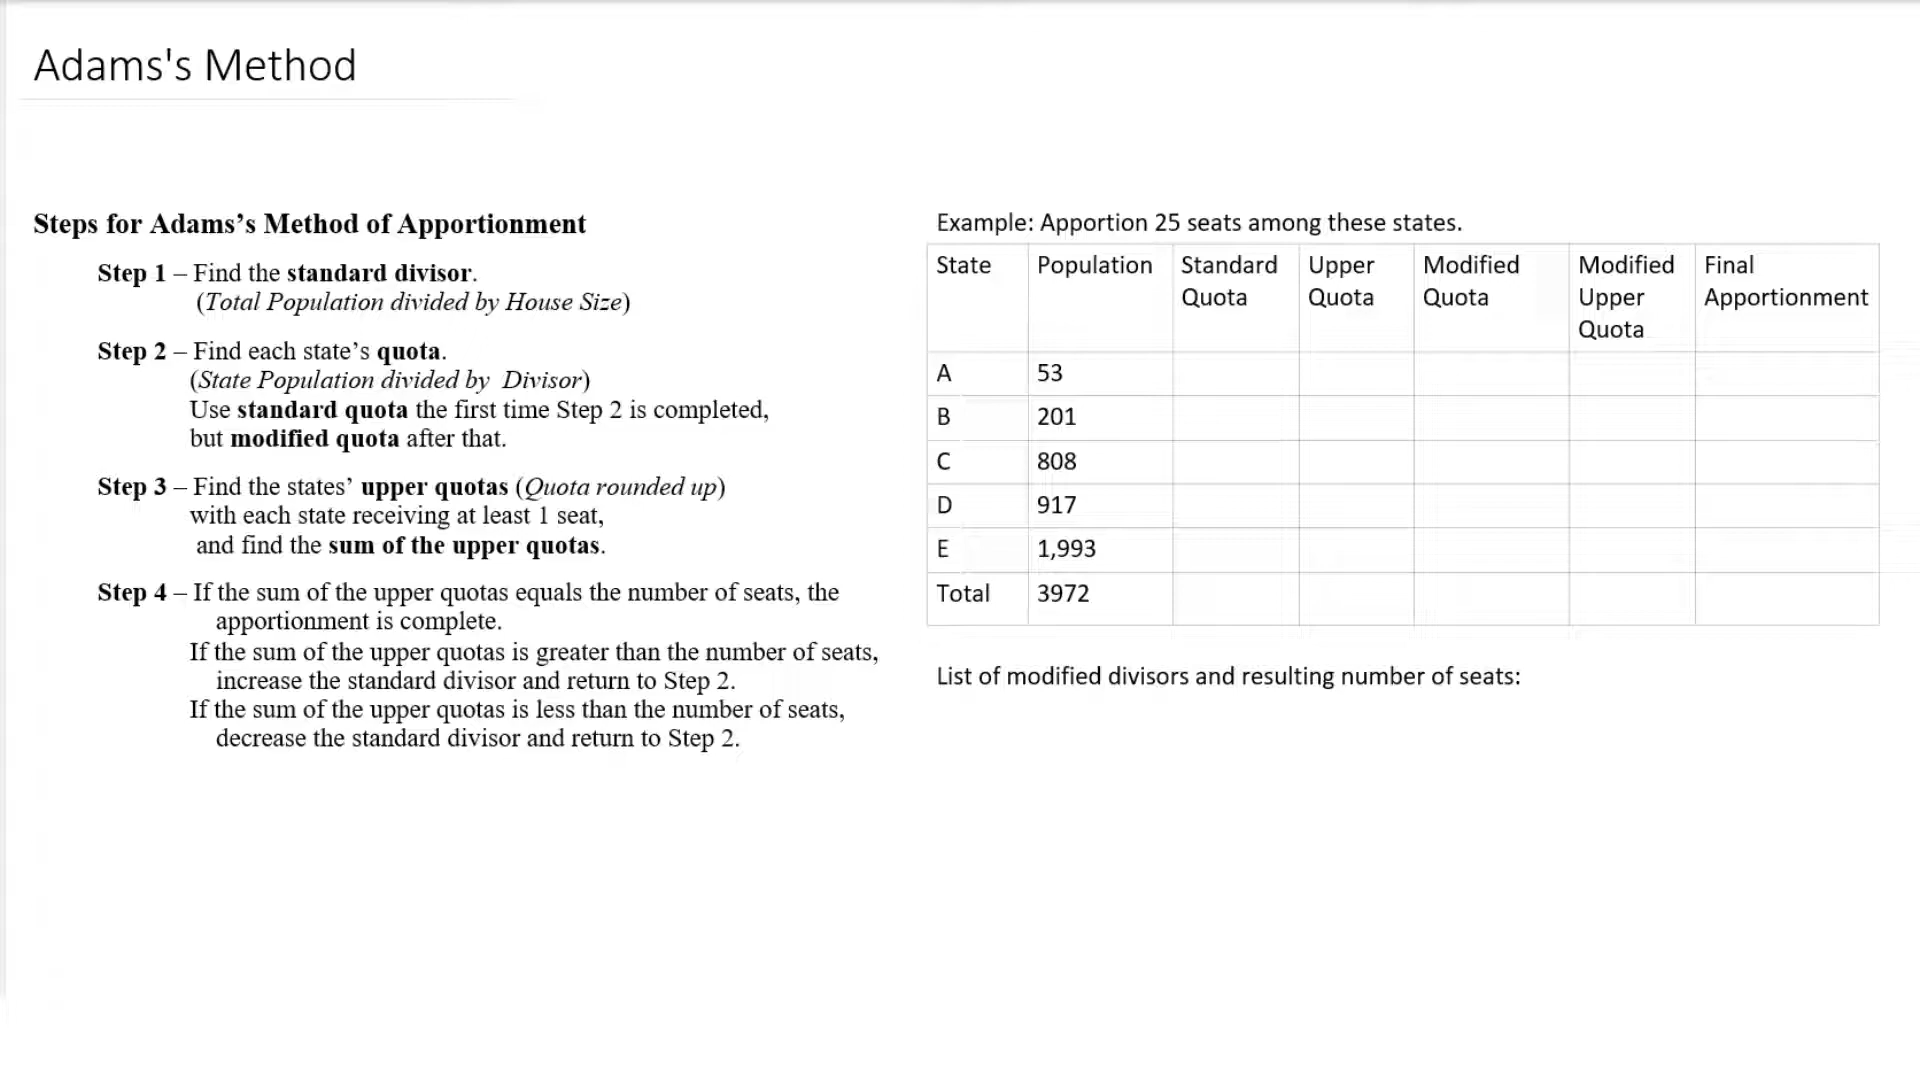 Adams's Method
Steps for Adams’s Method of Apportionment
Step 1 – Find the standard divisor.
(Total Population divided by House Size)
Step 2 – Find each state’s quota.
(State Population divided by Divisor)
Use standard quota the first time Step 2 is completed,
but modified quota after that.
Step 3 – Find the states’ upper quotas (Quota rounded up)
with each state receiving at least 1 seat,
and find the sum of the upper quotas.
Step 4 – If the sum of the upper quotas equals the number of seats, the
apportionment is complete.
If the sum of the upper quotas is greater than the number of seats,
increase the standard divisor and return to Step 2.
If the sum of the upper quotas is less than the number of seats,
decrease the standard divisor and return to Step 2.
Example: Apportion 25 seats among these states.
State Population Standard Quota Upper Quota Modified Quota Modified Upper Quota Final Apportionment
A 53
B 201
C 808
D 917
E 1,993
Total 3972
List of modified divisors and resulting number of seats: